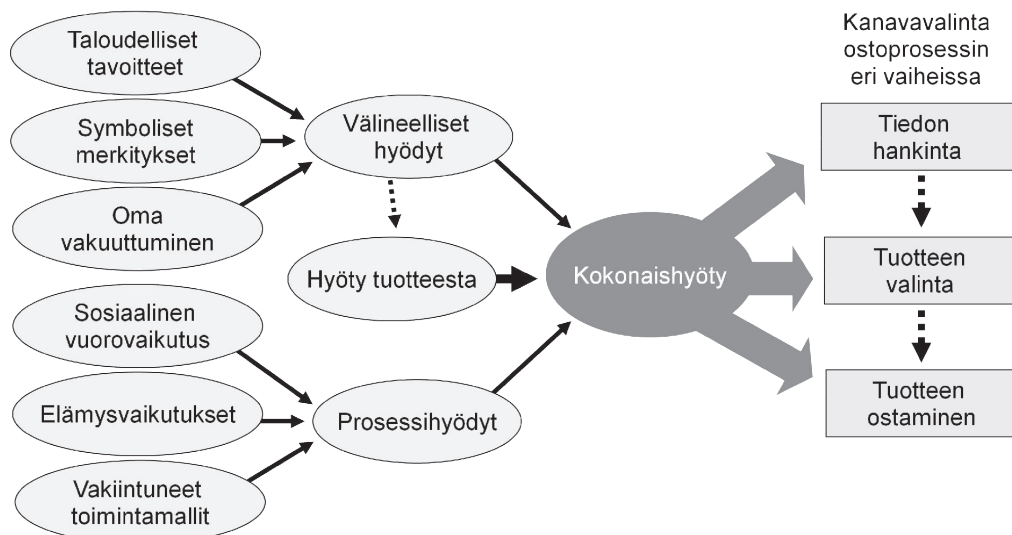 Taloudelliset
tavoitteet
Symboliset
merkitykset
Oma
vakuuttuminen
Sosiaalinen
vuorovaikutus
Elämysvaikutukset
Vakiintuneet
toimintamallit
Välineelliset
hyödyt
Hyöty tuotteesta
Prosessihyödyt
Kokonaishyöty
Kanavavalinta
ostoprosessin
eri vaiheissa
Tiedon
hankinta
Tuotteen
valinta
Tuotteen
ostaminen